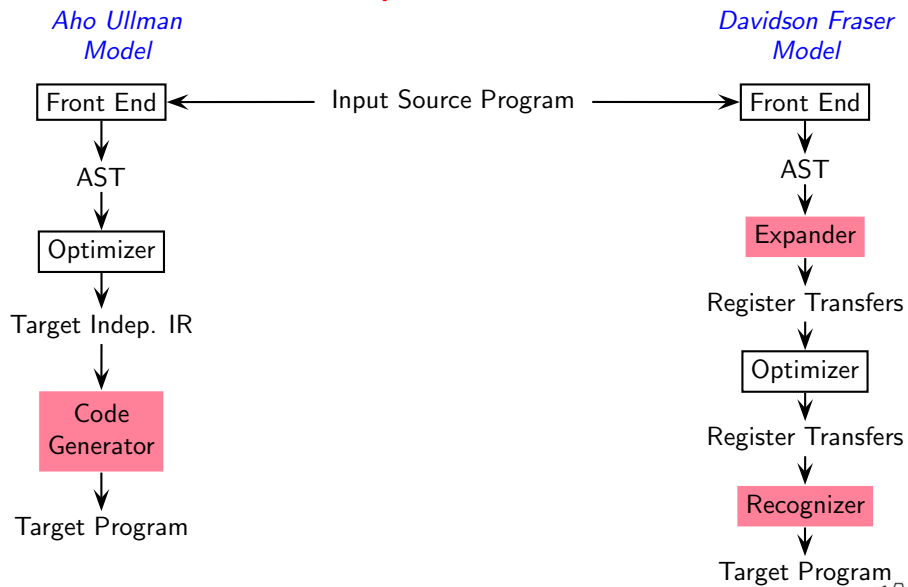 Aho Ullman
Model
Davidson Fraser
Model
Front End
Input Source Program
Front End
AST
AST
Optimizer
Expander
Target Indep. IR
Register Transfers
Optimizer
Code
Generator
Register Transfers
Recognizer
Target Program
Target Program